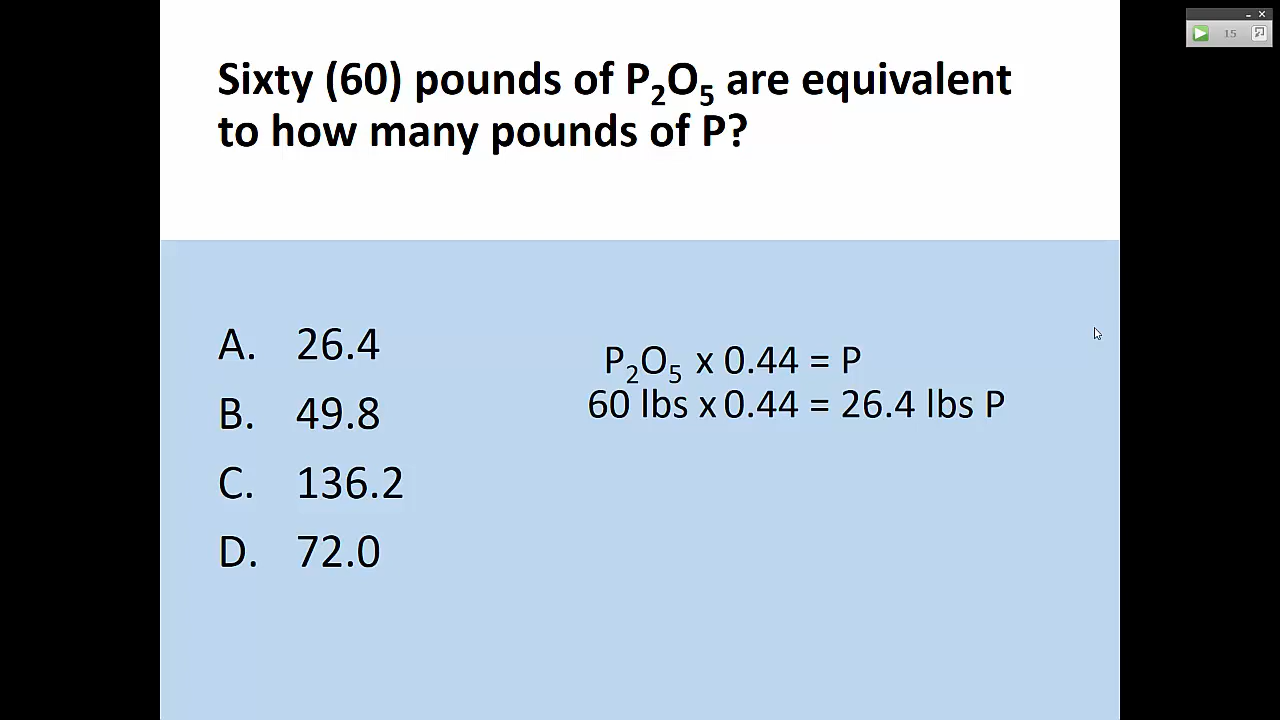 Sixty (60) pounds of P₂O₅ are equivalent
to how many pounds of P?
A. 26.4
B. 49.8
C. 136.2
D. 72.0
P₂O₅ x 0.44 = P
60 lbs x 0.44 = 26.4 lbs P
15